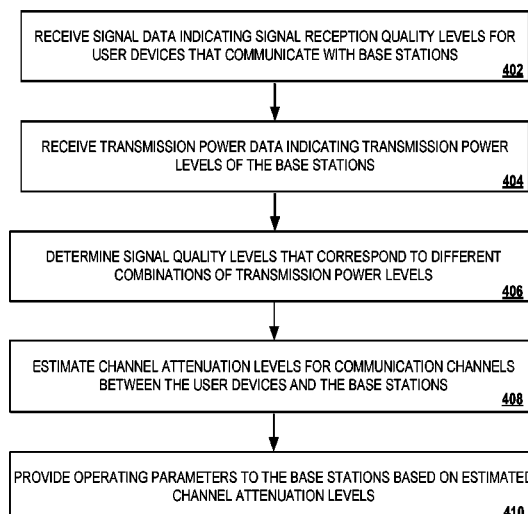 RECEIVE SIGNAL DATA INDICATING SIGNAL RECEPTION QUALITY LEVELS FOR
USER DEVICES THAT COMMUNICATE WITH BASE STATIONS
402
RECEIVE TRANSMISSION POWER DATA INDICATING TRANSMISSION POWER
LEVELS OF THE BASE STATIONS
404
DETERMINE SIGNAL QUALITY LEVELS THAT CORRESPOND TO DIFFERENT
COMBINATIONS OF TRANSMISSION POWER LEVELS
406
ESTIMATE CHANNEL ATTENUATION LEVELS FOR COMMUNICATION CHANNELS
BETWEEN THE USER DEVICES AND THE BASE STATIONS
408
PROVIDE OPERATING PARAMETERS TO THE BASE STATIONS BASED ON ESTIMATED
CHANNEL ATTENUATION LEVELS
410